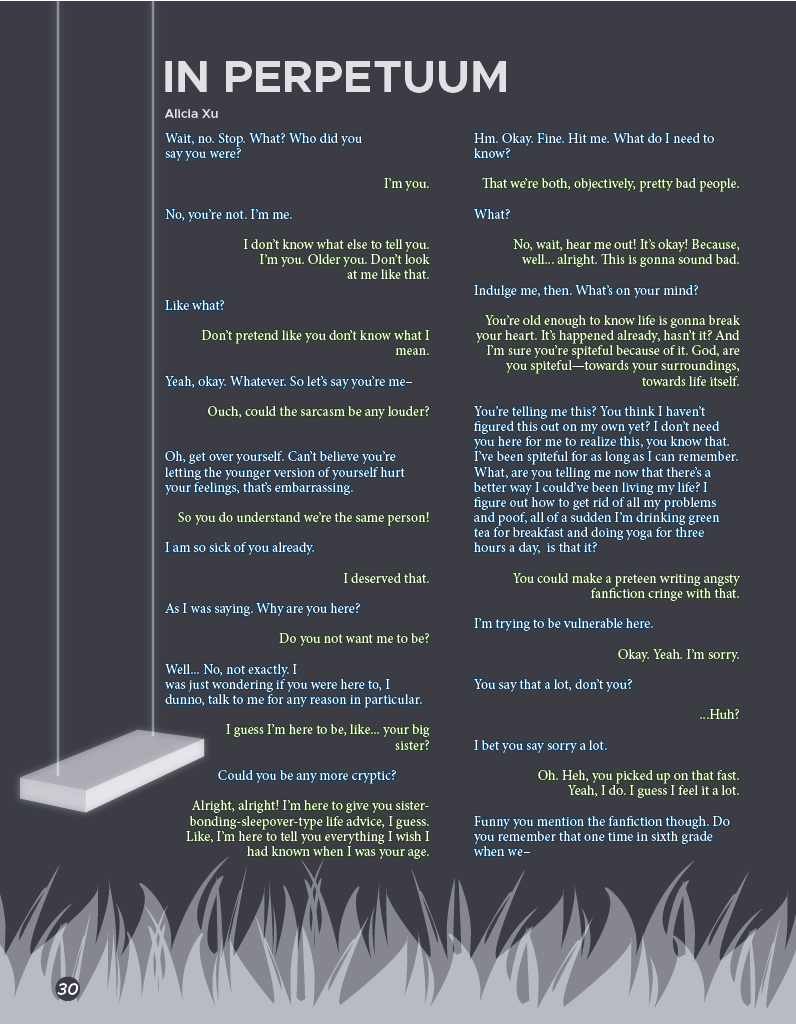 IN PERPETUUM
Alicia Xu
Wait, no. Stop. What? Who did you
say you were?
I'm you.
No, you're not. I'm me.
I don't know what else to tell you.
I'm you. Older you. Don't look
at me like that.
Like what?
Don't pretend like you don't know what I
mean.
Yeah, okay. Whatever. So let's say you're me–
Ouch, could the sarcasm be any louder?
Oh, get over yourself. Can't believe you're
letting the younger version of yourself hurt
your feelings, that's embarrassing.
So you do understand we're the same person!
I am so sick of you already.
I deserved that.
As I was saying. Why are you here?
Do you not want me to be?
Well... No, not exactly. I
was just wondering if you were here to, I
dunno, talk to me for any reason in particular.
I guess I'm here to be, like... your big
sister?
Could you be any more cryptic?
Alright, alright! I'm here to give you sister-
bonding-sleepover-type life advice, I guess.
Like, I'm here to tell you everything I wish I
had known when I was your age.
Hm. Okay. Fine. Hit me. What do I need to
know?
That we're both, objectively, pretty bad people.
What?
No, wait, hear me out! It's okay! Because,
well... alright. This is gonna sound bad.
Indulge me, then. What's on your mind?
You're old enough to know life is gonna break
your heart. It's happened already, hasn't it? And
I'm sure you're spiteful because of it. God, are
you spiteful—towards your surroundings,
towards life itself.
You're telling me this? You think I haven't
figured this out on my own yet? I don't need
you here for me to realize this, you know that.
I've been spiteful for as long as I can remember.
What, are you telling me now that there's a
better way I could've been living my life? I
figure out how to get rid of all my problems
and poof, all of a sudden I'm drinking green
tea for breakfast and doing yoga for three
hours a day,  is that it?
You could make a preteen writing angsty
fanfiction cringe with that.
I'm trying to be vulnerable here.
Okay. Yeah. I'm sorry.
You say that a lot, don't you?
...Huh?
I bet you say sorry a lot.
Oh. Heh, you picked up on that fast.
Yeah, I do. I guess I feel it a lot.
Funny you mention the fanfiction though. Do
you remember that one time in sixth grade
when we–
30